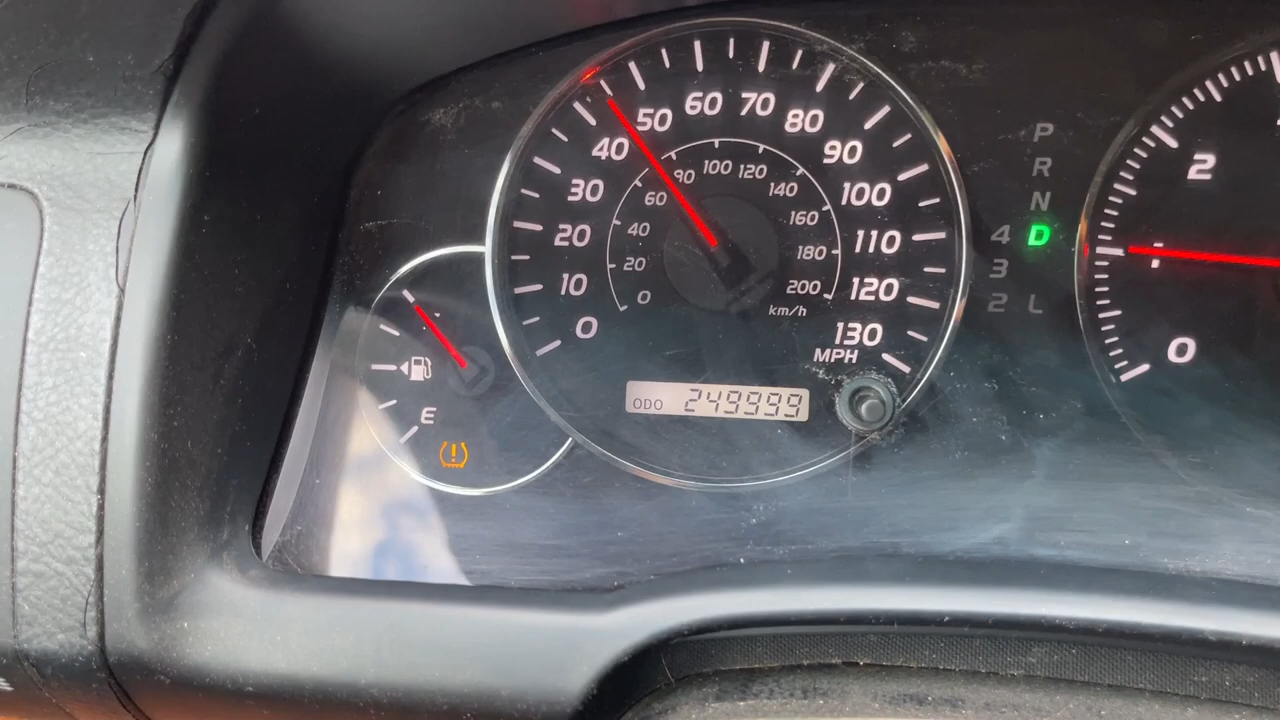 0 10 20 30 40 50 60 70 80 90 100 110 120 130
MPH
0 20 40 60 80 100 120 140 160 180 200
km/h
ODO 249999
E
P
R
N
4 D
3
2 L
0 1 2